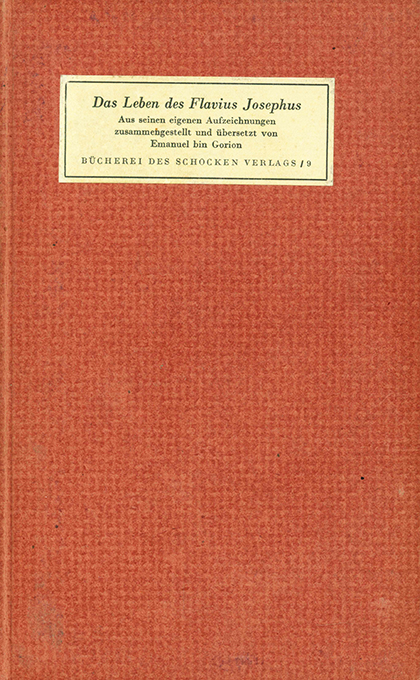 Das Leben des Flavius Josephus
Aus seinen eigenen Aufzeichnungen
zusammengestellt und übersetzt von
Emanuel bin Gorion
BÜCHEREI DES SCHOCKEN VERLAGS / 9